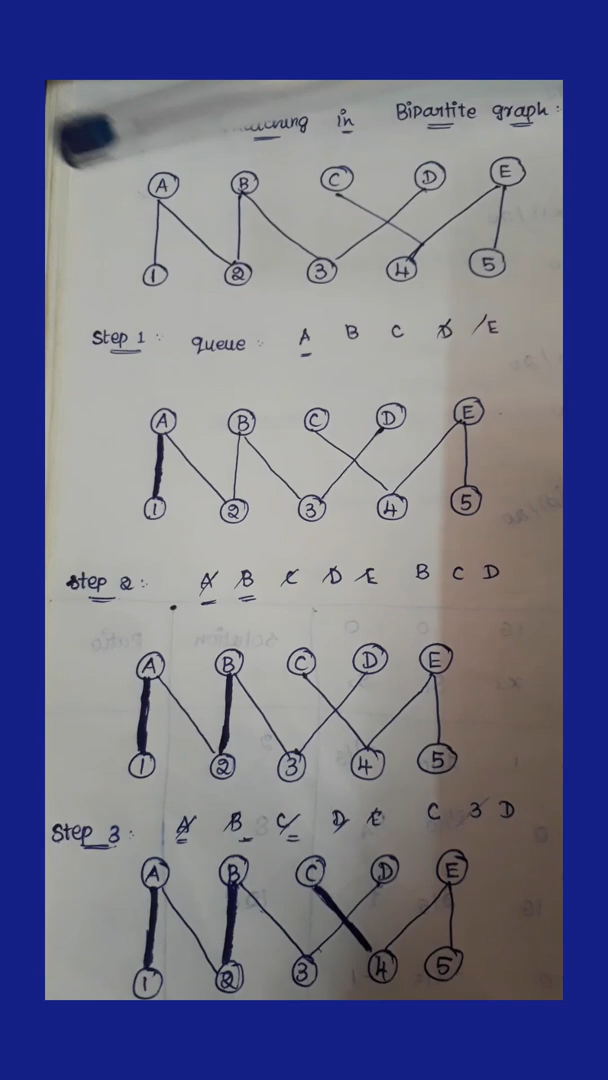 in Bipartite graph:
A B C D E
1 2 3 4 5
Step 1: queue: A B C D E
A B C D E
1 2 3 4 5
Step 2: A B C D E B C D
A B C D E
1 2 3 4 5
Step 3: A B C D E C 3 D
A B C D E
1 2 3 4 5